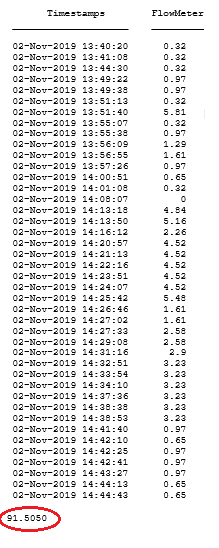 Timestamps FlowMeter
02-Nov-2019 13:40:20 0.32
02-Nov-2019 13:41:08 0.32
02-Nov-2019 13:44:30 0.32
02-Nov-2019 13:49:22 0.97
02-Nov-2019 13:49:38 0.97
02-Nov-2019 13:51:13 0.32
02-Nov-2019 13:51:40 5.81
02-Nov-2019 13:55:07 0.32
02-Nov-2019 13:55:38 0.97
02-Nov-2019 13:56:09 1.29
02-Nov-2019 13:56:55 1.61
02-Nov-2019 13:57:26 0.97
02-Nov-2019 14:00:51 0.65
02-Nov-2019 14:01:08 0.32
02-Nov-2019 14:08:07 0
02-Nov-2019 14:13:18 4.84
02-Nov-2019 14:13:50 5.16
02-Nov-2019 14:16:12 2.26
02-Nov-2019 14:20:57 4.52
02-Nov-2019 14:21:13 4.52
02-Nov-2019 14:22:16 4.52
02-Nov-2019 14:23:51 4.52
02-Nov-2019 14:24:07 4.52
02-Nov-2019 14:25:42 5.48
02-Nov-2019 14:26:46 1.61
02-Nov-2019 14:27:02 1.61
02-Nov-2019 14:27:33 2.58
02-Nov-2019 14:29:08 2.58
02-Nov-2019 14:31:16 2.9
02-Nov-2019 14:32:51 3.23
02-Nov-2019 14:33:54 3.23
02-Nov-2019 14:34:10 3.23
02-Nov-2019 14:37:36 3.23
02-Nov-2019 14:38:38 3.23
02-Nov-2019 14:38:53 3.23
02-Nov-2019 14:41:40 0.97
02-Nov-2019 14:42:10 0.65
02-Nov-2019 14:42:25 0.97
02-Nov-2019 14:42:41 0.97
02-Nov-2019 14:43:27 0.97
02-Nov-2019 14:44:13 0.65
02-Nov-2019 14:44:43 0.65
91.5050